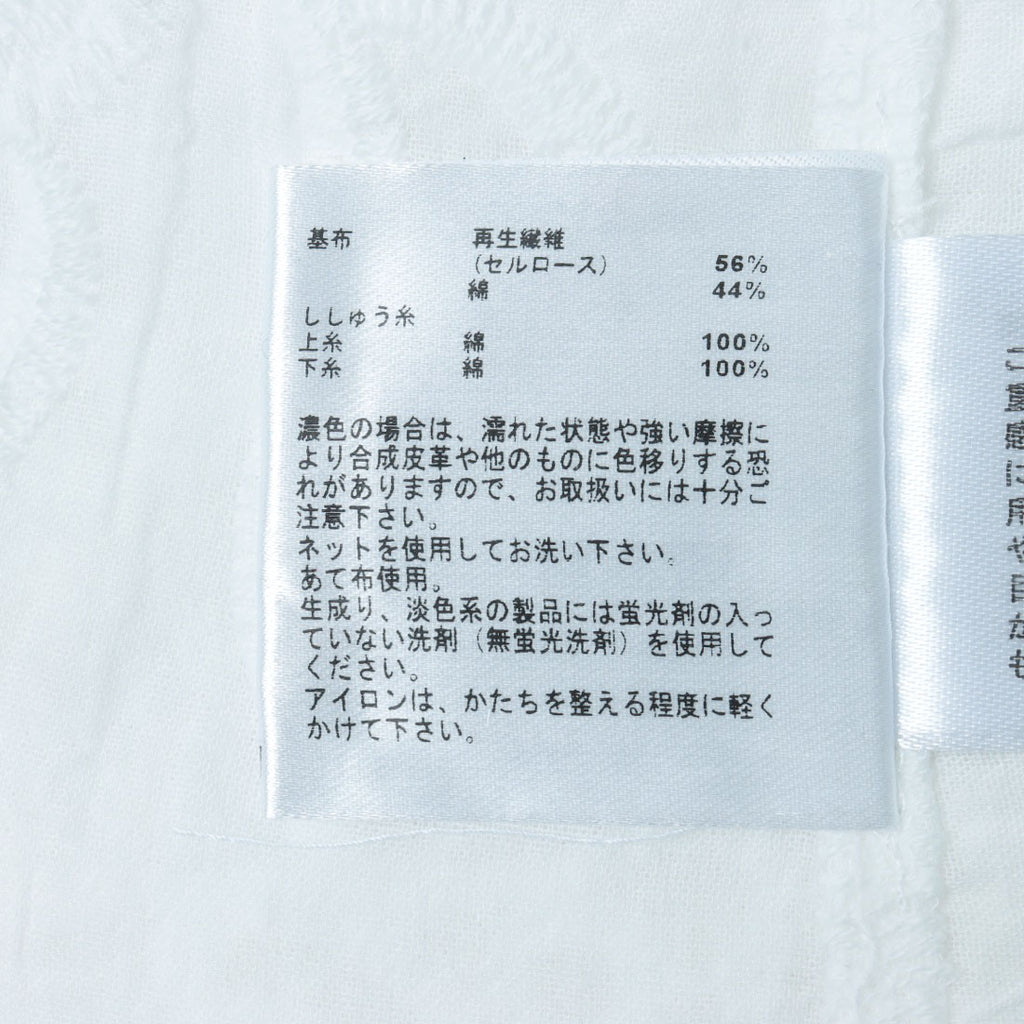 基布 再生繊維
(セルロース) 56%
綿 44%
ししゅう糸
上糸 綿 100%
下糸 綿 100%
濃色の場合は、濡れた状態や強い摩擦に
より合成皮革や他のものに色移りする恐
れがありますので、お取扱いには十分ご
注意下さい。
ネットを使用してお洗い下さい。
あて布使用。
生成り、淡色系の製品には蛍光剤の入っ
ていない洗剤（無蛍光洗剤）を使用して
ください。
アイロンは、かたちを整える程度に軽く
かけて下さい。